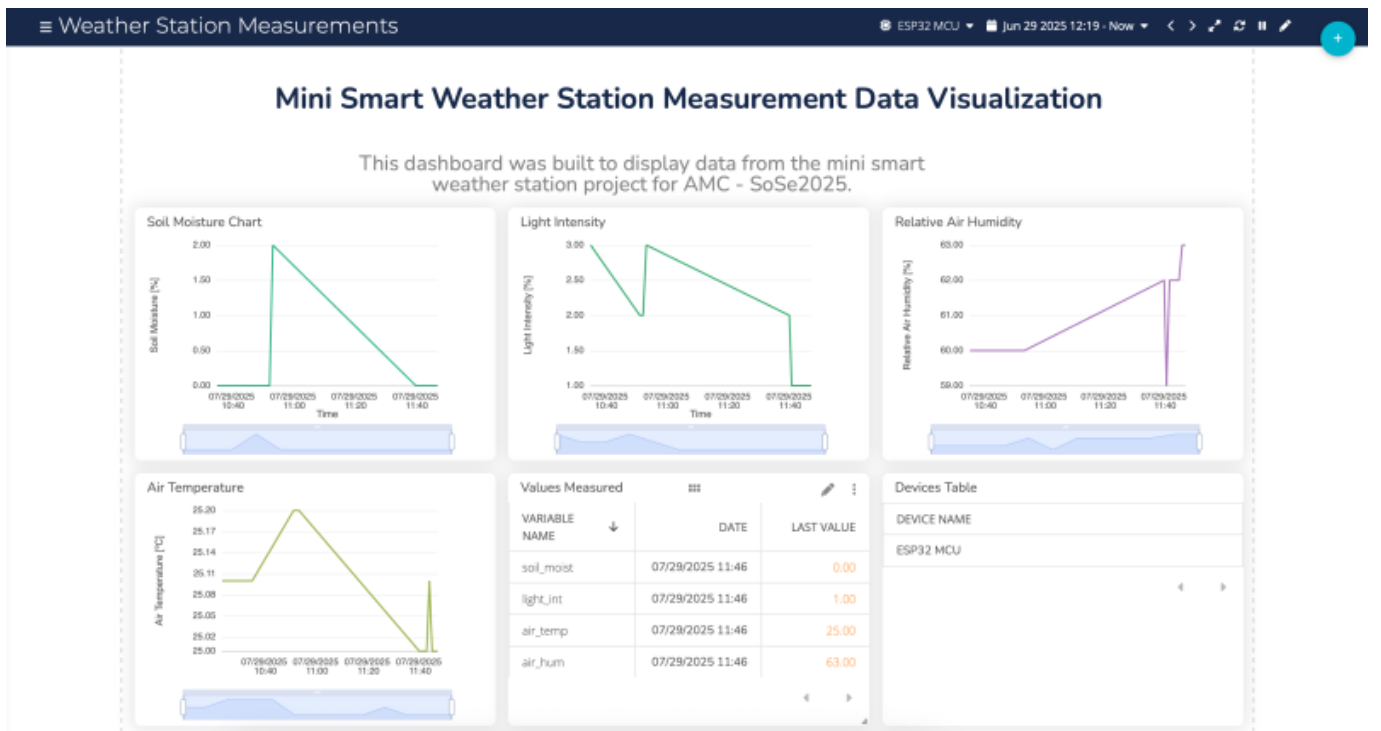 ≡ Weather Station Measurements
ESP32 MCU
Jun 29 2025 12:19 - Now
+
Mini Smart Weather Station Measurement Data Visualization
This dashboard was built to display data from the mini smart
weather station project for AMC - SoSe2025.
Soil Moisture Chart
Soil Moisture [%]
2.00
1.50
1.00
0.50
0.00
07/29/2025 07/29/2025 07/29/2025 07/29/2025
10:40 11:00 11:20 11:40
Time
Light Intensity
Light Intensity [%]
3.00
2.50
2.00
1.50
1.00
07/29/2025 07/29/2025 07/29/2025 07/29/2025
10:40 11:00 11:20 11:40
Time
Relative Air Humidity
Relative Air Humidity [%]
63.00
62.00
61.00
60.00
59.00
07/29/2025 07/29/2025 07/29/2025 07/29/2025
10:40 11:00 11:20 11:40
Air Temperature
Air Temperature [ºC]
25.20
25.17
25.14
25.11
25.08
25.05
25.02
25.00
07/29/2025 07/29/2025 07/29/2025 07/29/2025
10:40 11:00 11:20 11:40
Values Measured
VARIABLE
NAME ↓ DATE LAST VALUE
soil_moist 07/29/2025 11:46 0.00
light_int 07/29/2025 11:46 1.00
air_temp 07/29/2025 11:46 25.00
air_hum 07/29/2025 11:46 63.00
Devices Table
DEVICE NAME
ESP32 MCU